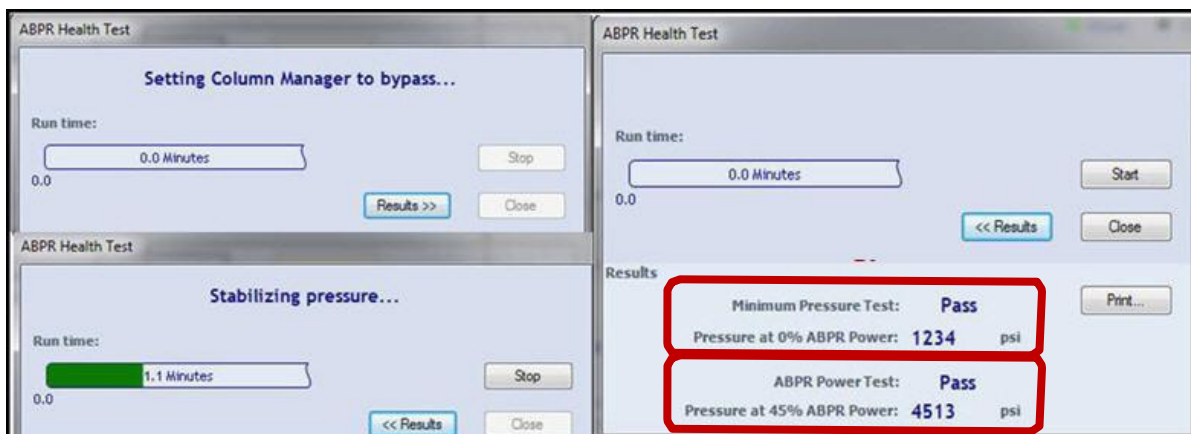 ABPR Health Test
Setting Column Manager to bypass...
Run time:
0.0 Minutes
Stop
0.0
Results >>
Close
ABPR Health Test
Stabilizing pressure...
Run time:
1.1 Minutes
Stop
0.0
<< Results
Close
ABPR Health Test
Run time:
0.0 Minutes
Start
0.0
<< Results
Close
Results
Minimum Pressure Test: Pass
Print...
Pressure at 0% ABPR Power: 1234 psi
ABPR Power Test: Pass
Pressure at 45% ABPR Power: 4513 psi